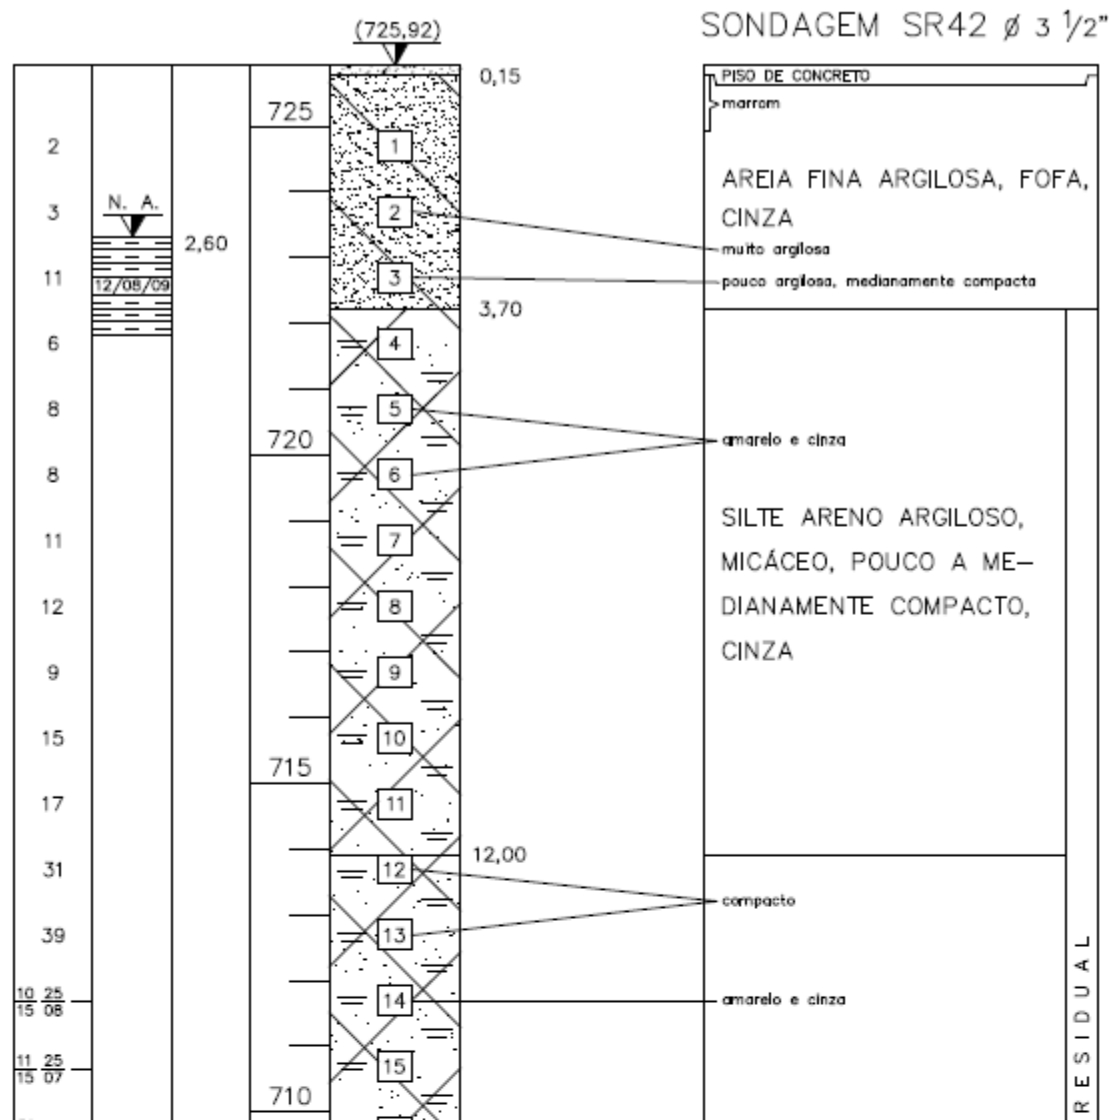 SONDAGEM SR42 ø 3 1/2"
(725,92)
0,15
PISO DE CONCRETO
marrom
725
2
1
AREIA FINA ARGILOSA, FOFA,
CINZA
3
N. A.
2
muito argilosa
2,60
11
12/08/09
3
pouco argilosa, medianamente compacta
3,70
6
4
8
5
amarelo e cinza
720
8
6
SILTE ARENO ARGILOSO,
MICÁCEO, POUCO A ME-
DIANAMENTE COMPACTO,
CINZA
11
7
12
8
9
9
15
10
715
17
11
12,00
31
12
compacto
39
13
10 25
15 08
14
amarelo e cinza
11 25
15 07
15
710
RESIDUAL